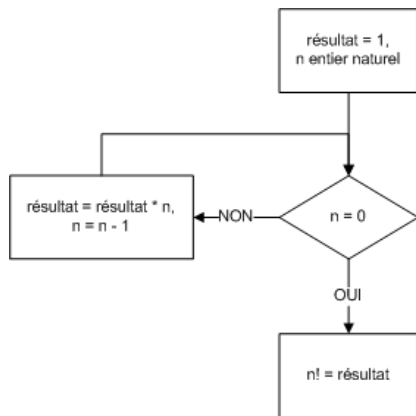 résultat = 1,
n entier naturel
résultat = résultat * n,
n = n - 1
NON
n = 0
OUI
n! = résultat